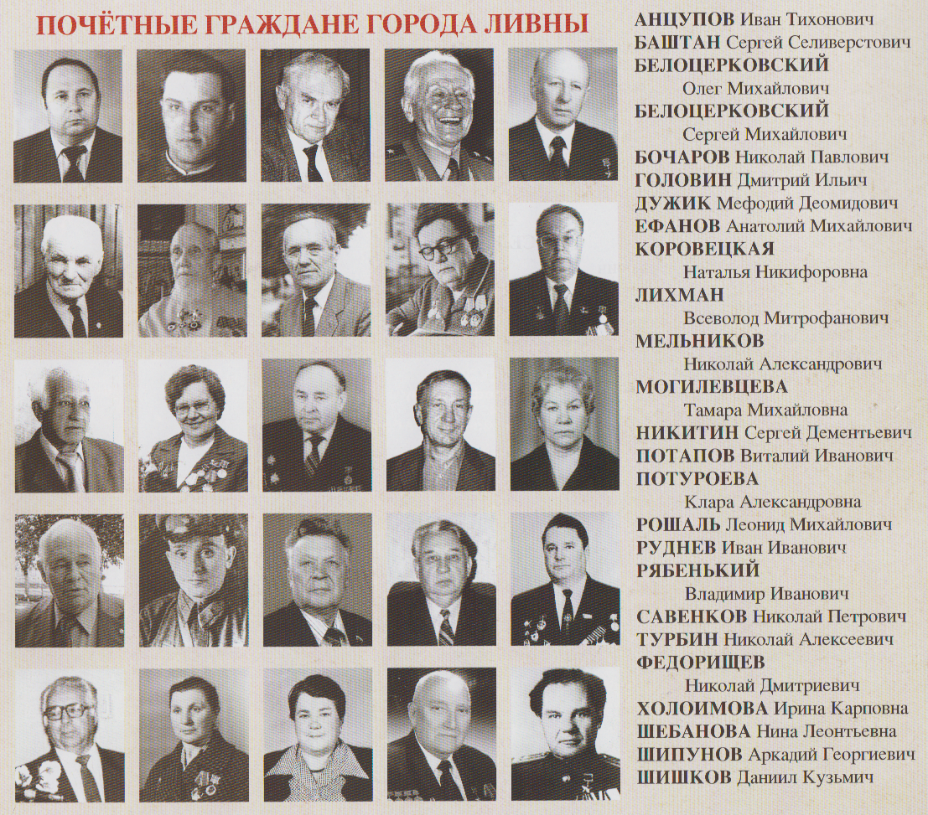 ПОЧЁТНЫЕ ГРАЖДАНЕ ГОРОДА ЛИВНЫ
АНЦУПОВ Иван Тихонович
БАШТАН Сергей Селиверстович
БЕЛОЦЕРКОВСКИЙ
Олег Михайлович
БЕЛОЦЕРКОВСКИЙ
Сергей Михайлович
БОЧАРОВ Николай Павлович
ГОЛОВИН Дмитрий Ильич
ДУЖИК Мефодий Деомидович
ЕФАНОВ Анатолий Михайлович
КОРОВЕЦКАЯ
Наталья Никифоровна
ЛИХМАН
Всеволод Митрофанович
МЕЛЬНИКОВ
Николай Александрович
МОГИЛЕВЦЕВА
Тамара Михайловна
НИКИТИН Сергей Дементьевич
ПОТАПОВ Виталий Иванович
ПОТУРОЕВА
Клара Александровна
РОШАЛЬ Леонид Михайлович
РУДНЕВ Иван Иванович
РЯБЕНЬКИЙ
Владимир Иванович
САВЕНКОВ Николай Петрович
ТУРБИН Николай Алексеевич
ФЕДОРИЩЕВ
Николай Дмитриевич
ХОЛОИМОВА Ирина Карповна
ШЕБАНОВА Нина Леонтьевна
ШИПУНОВ Аркадий Георгиевич
ШИШКОВ Даниил Кузьмич